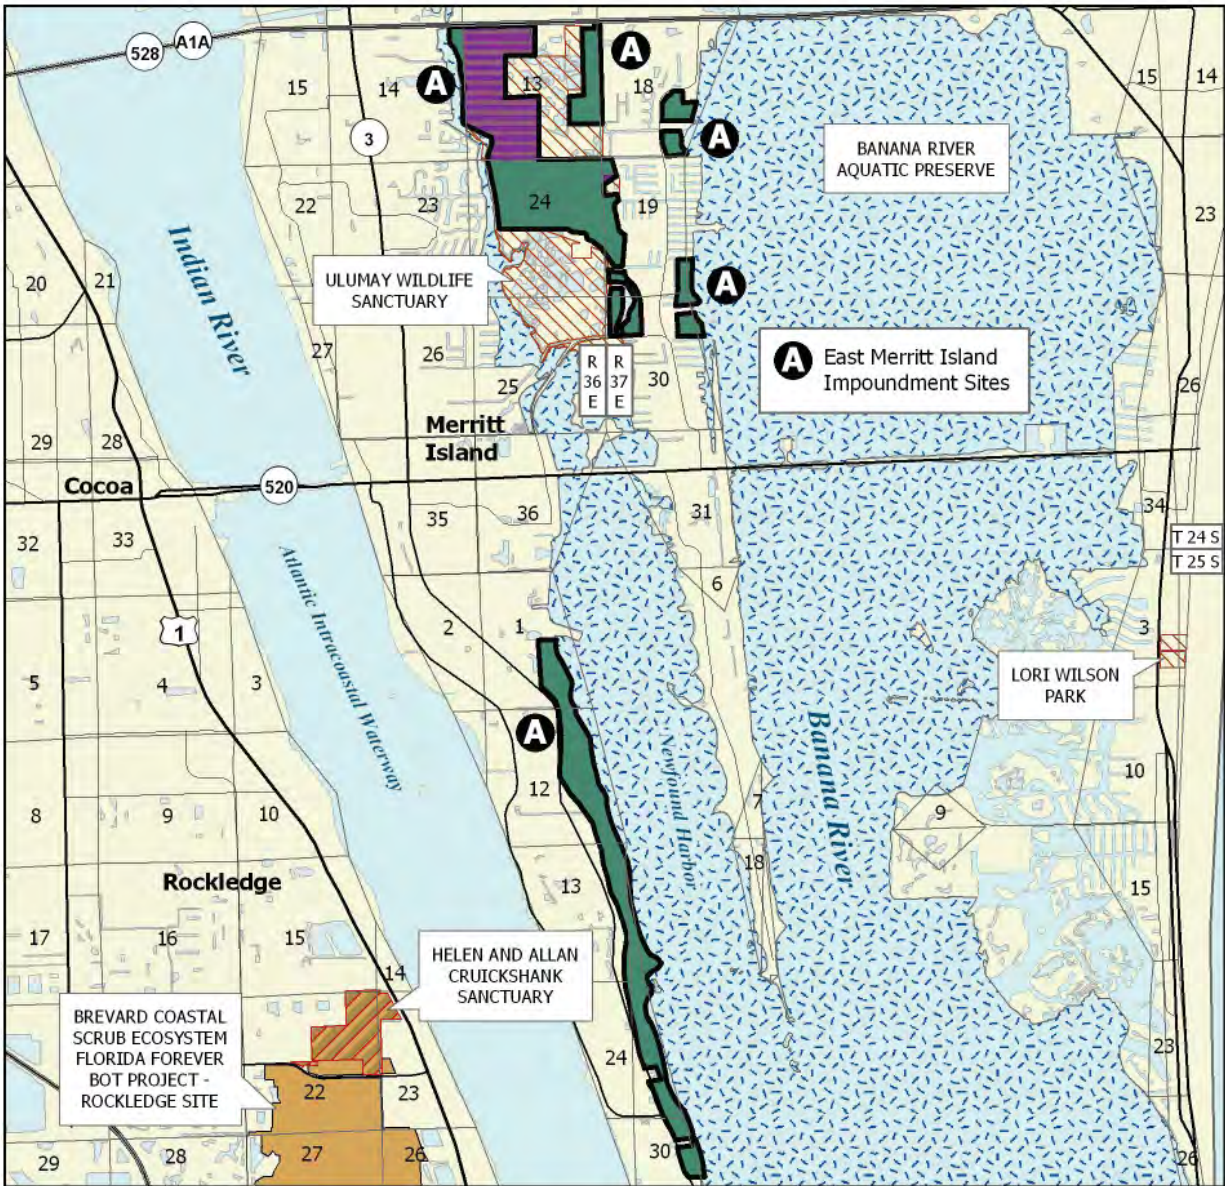 528
A1A
A
A
15
14
13
18
15
14
3
A
BANANA RIVER
AQUATIC PRESERVE
22
23
24
19
23
Indian River
20
21
ULUMAY WILDLIFE
SANCTUARY
A
27
26
25
R
36
E
R
37
E
30
A East Merritt Island
Impoundment Sites
26
29
28
Merritt
Island
Cocoa
520
35
36
31
34
32
33
T 24 S
T 25 S
Atlantic Intracoastal Waterway
1
2
1
6
3
5
4
3
LORI WILSON
PARK
A
Newfound Harbor
Banana River
12
7
10
8
9
10
9
18
Rockledge
13
15
17
16
15
14
HELEN AND ALLAN
CRUICKSHANK
SANCTUARY
BREVARD COASTAL
SCRUB ECOSYSTEM
FLORIDA FOREVER
BOT PROJECT -
ROCKLEDGE SITE
22
23
24
23
29
28
27
26
30
26